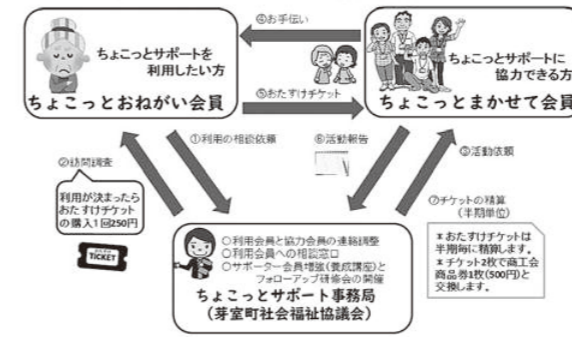 ④お手伝い
ちょこっとサポートを
利用したい方
ちょこっとおねがい会員
ちょこっとサポートに
協力できる方
ちょこっとまかせて会員
⑤おたすけチケット
①利用の相談依頼
⑥活動報告
③活動依頼
②訪問調査
利用が決まったら
おたすけチケット
の購入1回250円
TICKET
⑦チケットの精算
(半期単位)
○利用会員と協力会員の連絡調整
○利用会員への相談窓口
○サポーター会員増強(養成講座)と
フォローアップ研修会の開催
ちょこっとサポート事務局
(芽室町社会福祉協議会)
*おたすけチケットは
半期毎に精算します。
*チケット2枚で商工会
商品券1枚(500円)と
交換します。